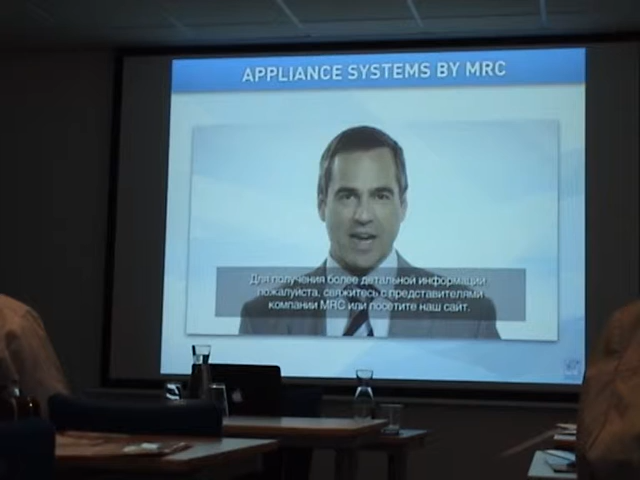 APPLIANCE SYSTEMS BY MRC
Для получения более детальной информации
пожалуйста, свяжитесь с представителями
компании MRC или посетите наш сайт.